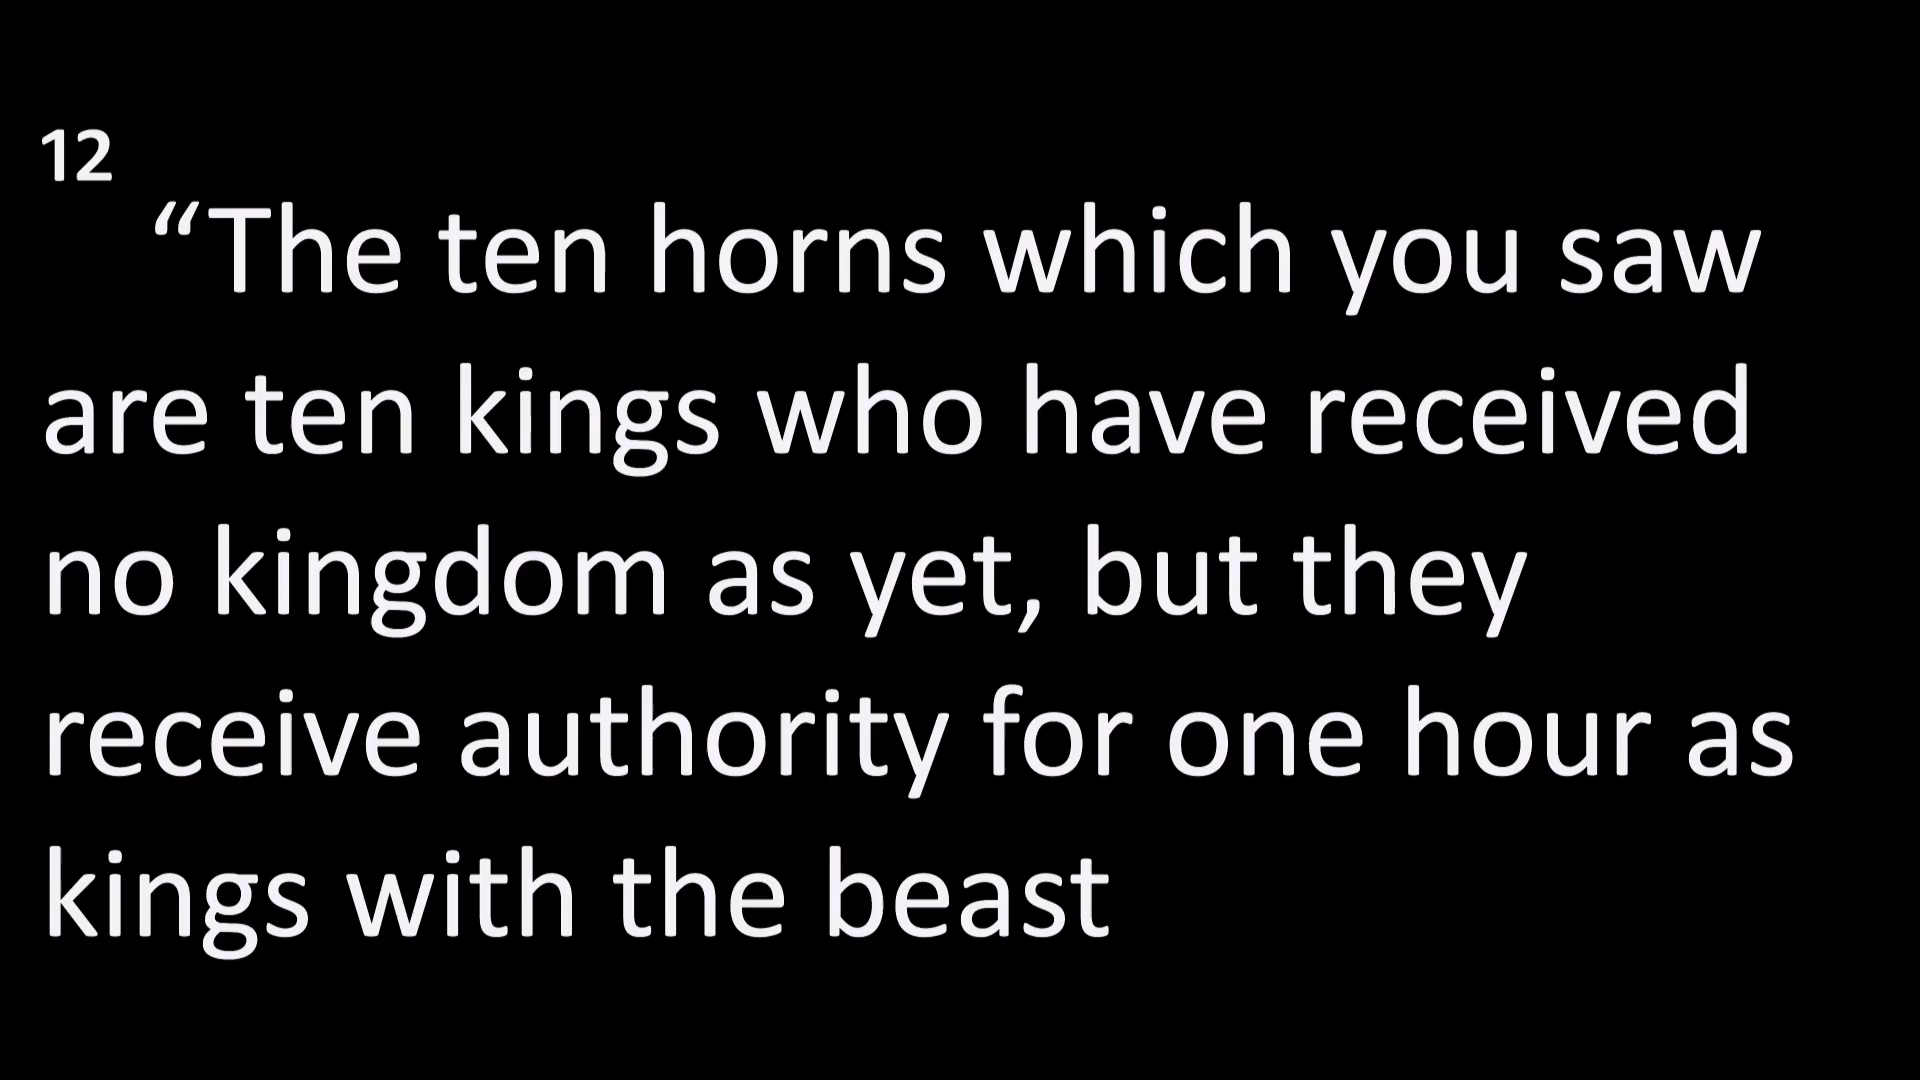 12
“The ten horns which you saw
are ten kings who have received
no kingdom as yet, but they
receive authority for one hour as
kings with the beast